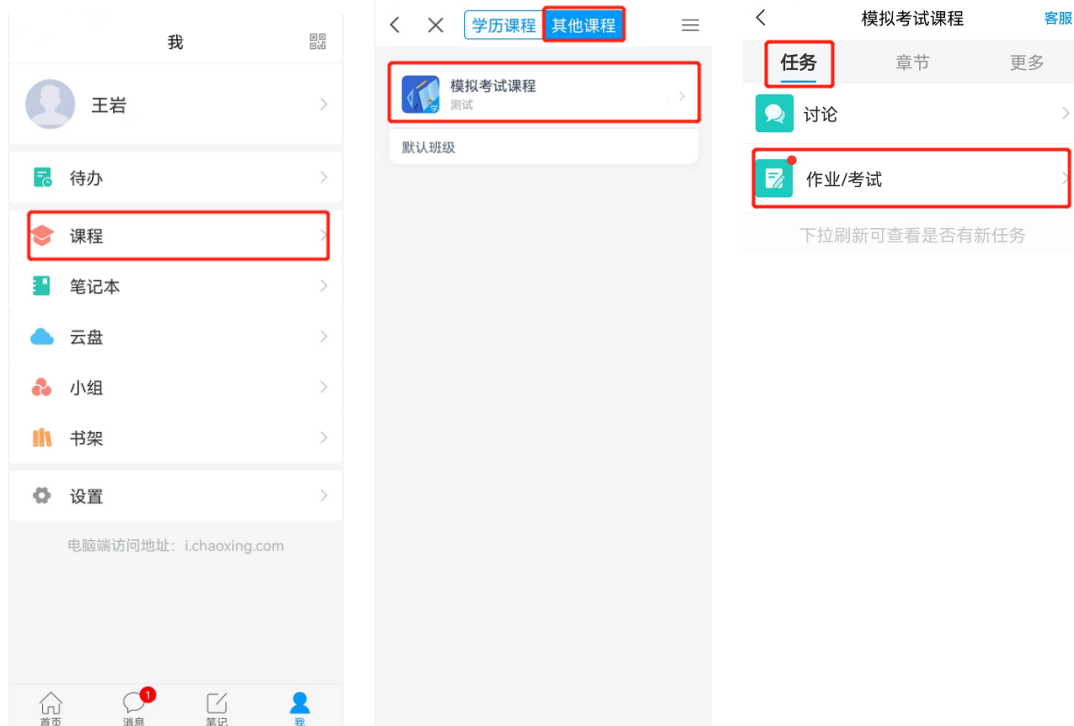 我
王岩
待办
课程
笔记本
云盘
小组
书架
设置
电脑端访问地址：i.chaoxing.com
首页
消息
1
笔记
我
学历课程
其他课程
模拟考试课程
测试
默认班级
模拟考试课程
客服
任务
章节
更多
讨论
作业/考试
下拉刷新可查看是否有新任务